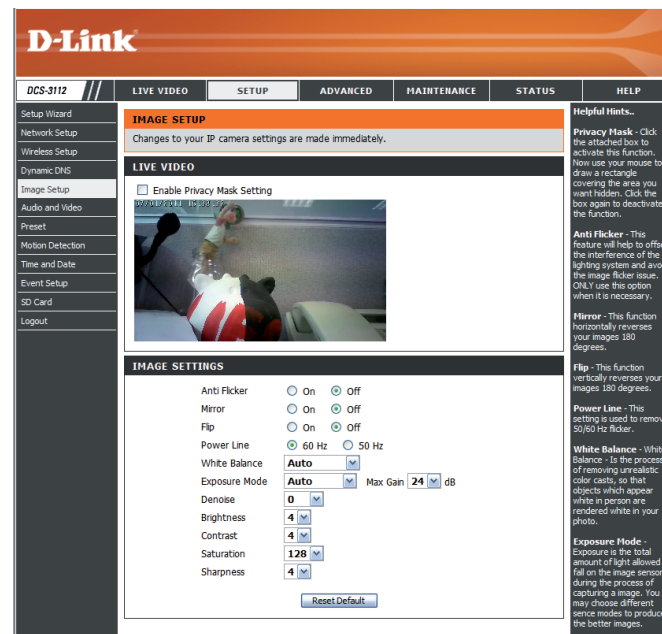 D-Link
DCS-3112
LIVE VIDEO SETUP ADVANCED MAINTENANCE STATUS HELP
Setup Wizard
Network Setup
Wireless Setup
Dynamic DNS
Image Setup
Audio and Video
Preset
Motion Detection
Time and Date
Event Setup
SD Card
Logout
IMAGE SETUP
Changes to your IP camera settings are made immediately.
LIVE VIDEO
Enable Privacy Mask Setting
IMAGE SETTINGS
Anti Flicker On Off
Mirror On Off
Flip On Off
Power Line 60 Hz 50 Hz
White Balance Auto
Exposure Mode Auto Max Gain 24 dB
Denoise 0
Brightness 4
Contrast 4
Saturation 128
Sharpness 4
Reset Default
Helpful Hints..
Privacy Mask - Click
the attached box to
activate this function.
Now use your mouse to
draw a rectangle
covering the area you
want hidden. Click the
box again to deactivate
the function.
Anti Flicker - This
feature will help to offse
the interference of the
lighting system and avo
the image flicker issue.
ONLY use this option
when it is necessary.
Mirror - This function
horizontally reverses
your images 180
degrees.
Flip - This function
vertically reverses your
images 180 degrees.
Power Line - This
setting is used to remov
50/60 Hz flicker.
White Balance - White
Balance - Is the process
of removing unrealistic
color casts, so that
objects which appear
white in person are
rendered white in your
photo.
Exposure Mode -
Exposure is the total
amount of light allowed
fall on the image sensor
during the process of
capturing a image. You
may choose different
sence modes to produce
the better images.